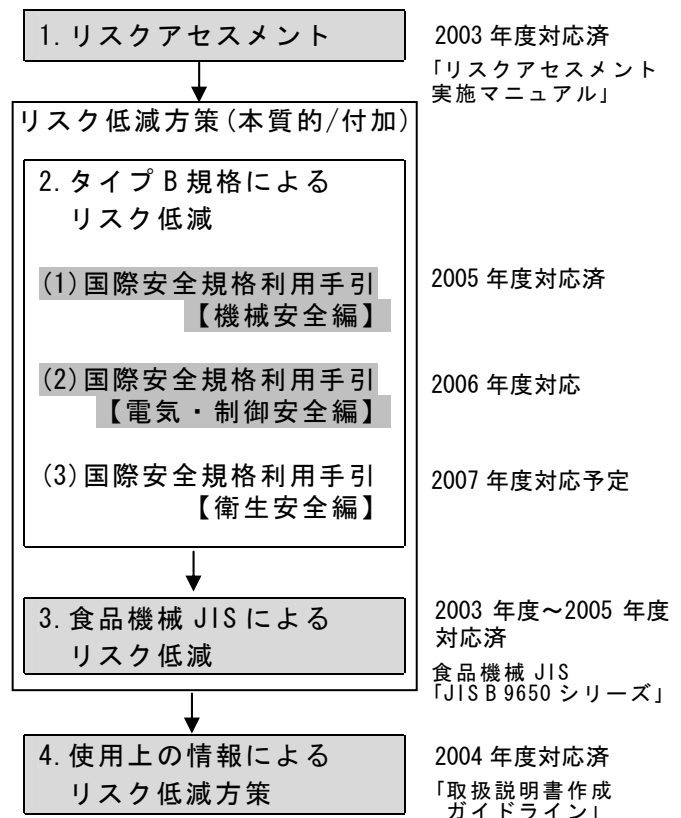 1.リスクアセスメント
2003 年度対応済
「リスクアセスメント
実施マニュアル」
リスク低減方策(本質的/付加)
2.タイプ B 規格による
リスク低減
(1)国際安全規格利用手引
【機械安全編】
2005 年度対応済
(2)国際安全規格利用手引
【電気・制御安全編】
2006 年度対応
(3)国際安全規格利用手引
【衛生安全編】
2007 年度対応予定
3.食品機械 JIS による
リスク低減
2003 年度～2005 年度
対応済
食品機械 JIS
「JIS B 9650 シリーズ」
4.使用上の情報による
リスク低減方策
2004 年度対応済
「取扱説明書作成
ガイドライン」